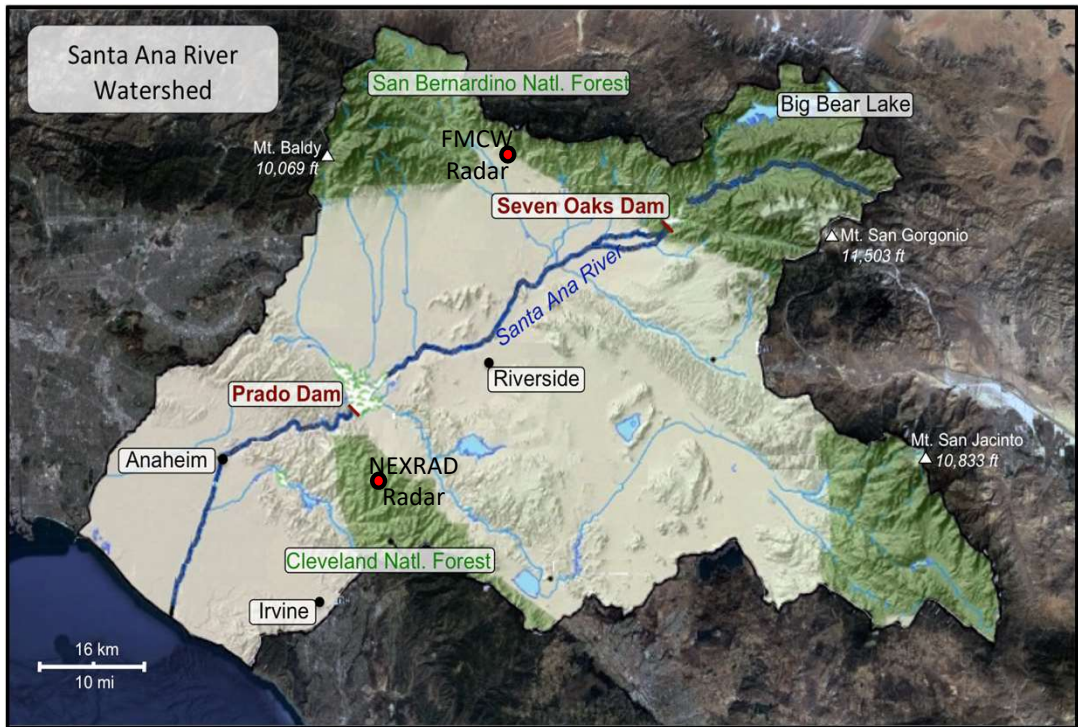 Santa Ana River
Watershed
San Bernardino Natl. Forest
Big Bear Lake
Mt. Baldy
10,069 ft
FMCW
Radar
Seven Oaks Dam
Mt. San Gorgonio
11,503 ft
Santa Ana River
Riverside
Prado Dam
Anaheim
Mt. San Jacinto
10,833 ft
NEXRAD
Radar
Cleveland Natl. Forest
Irvine
16 km
10 mi